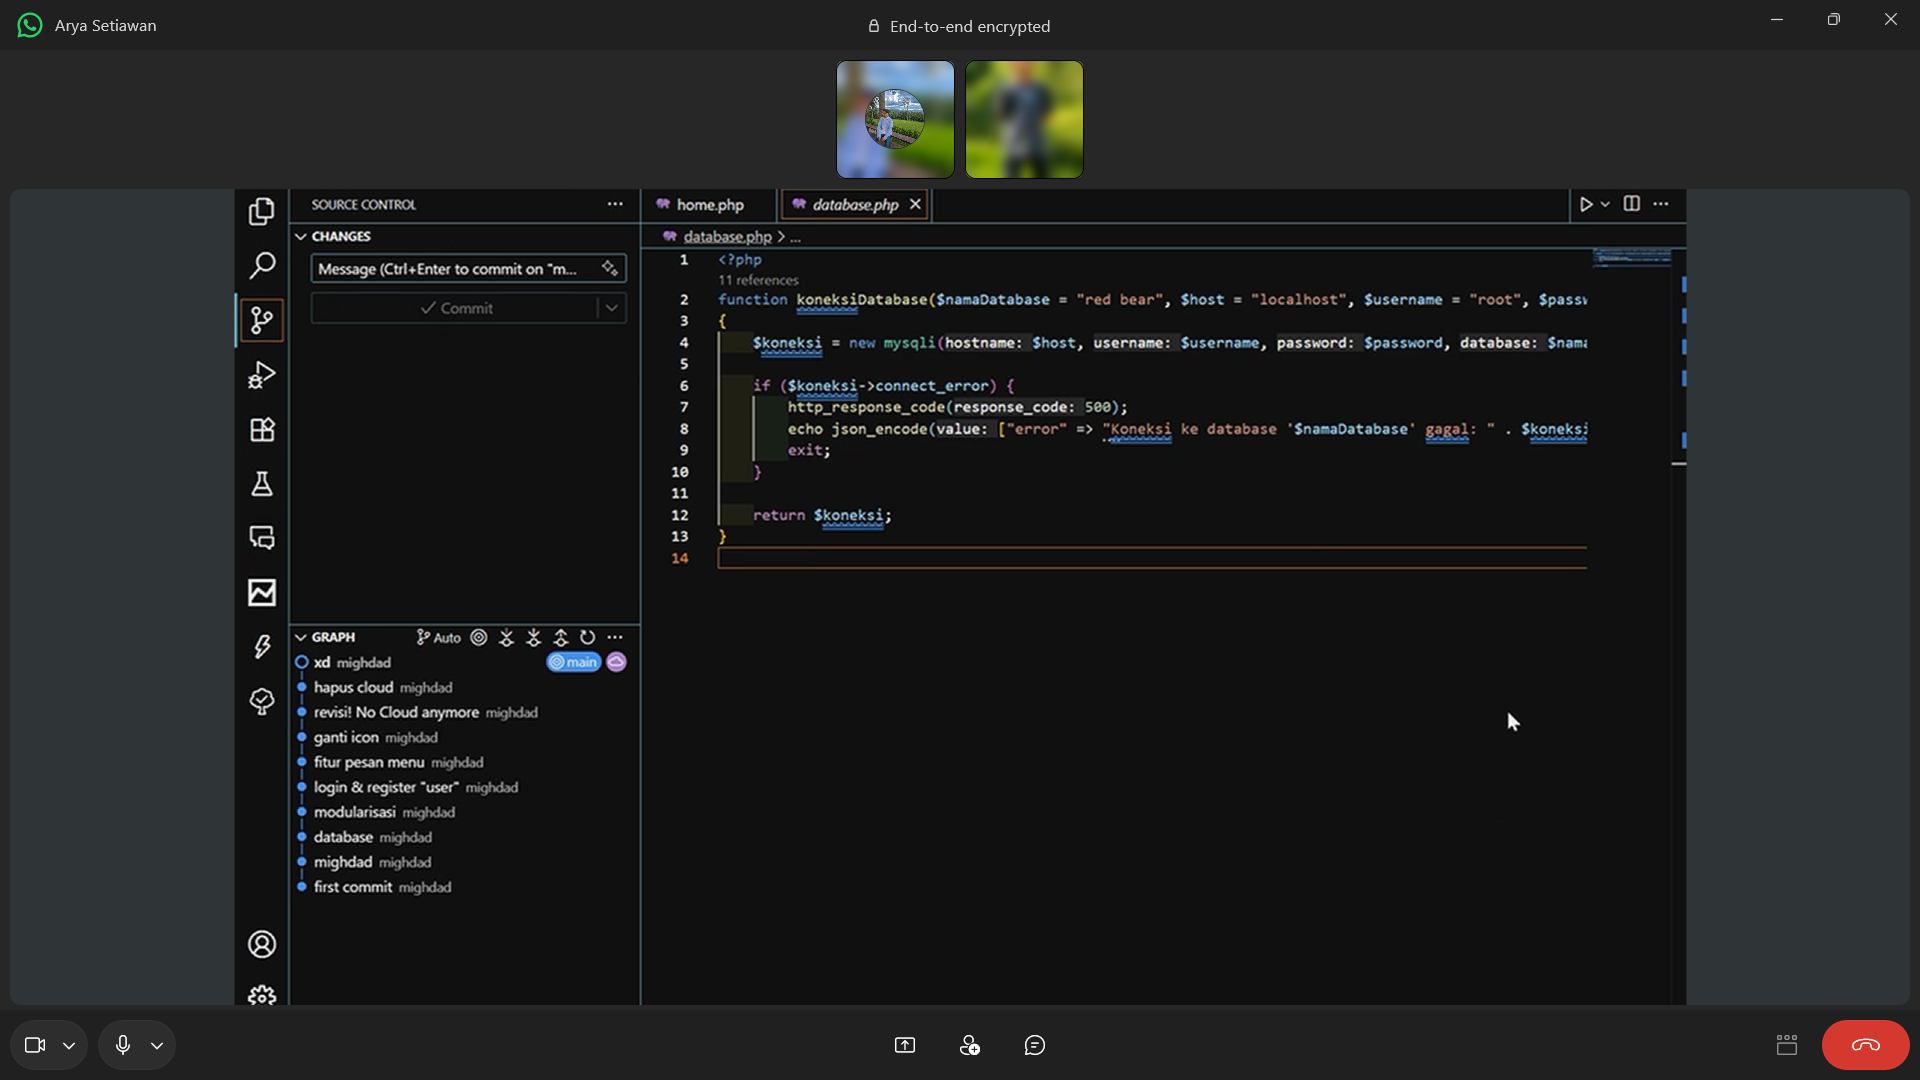 Arya Setiawan
End-to-end encrypted
SOURCE CONTROL
CHANGES
Message (Ctrl+Enter to commit on "m...
Commit
GRAPH
Auto
xd mighdad
main
hapus cloud mighdad
revisi! No Cloud anymore mighdad
ganti icon mighdad
fitur pesan menu mighdad
login & register "user" mighdad
modularisasi mighdad
database mighdad
mighdad mighdad
first commit mighdad
home.php
database.php
database.php > ...
1 <?php
11 references
2 function koneksiDatabase($namaDatabase = "red bear", $host = "localhost", $username = "root", $passw
3 {
4 $koneksi = new mysqli(hostname: $host, username: $username, password: $password, database: $nama
5
6 if ($koneksi->connect_error) {
7 http_response_code(response_code: 500);
8 echo json_encode(value: ["error" => "Koneksi ke database '$namaDatabase' gagal: " . $koneksi
9 exit;
10 }
11
12 return $koneksi;
13 }
14